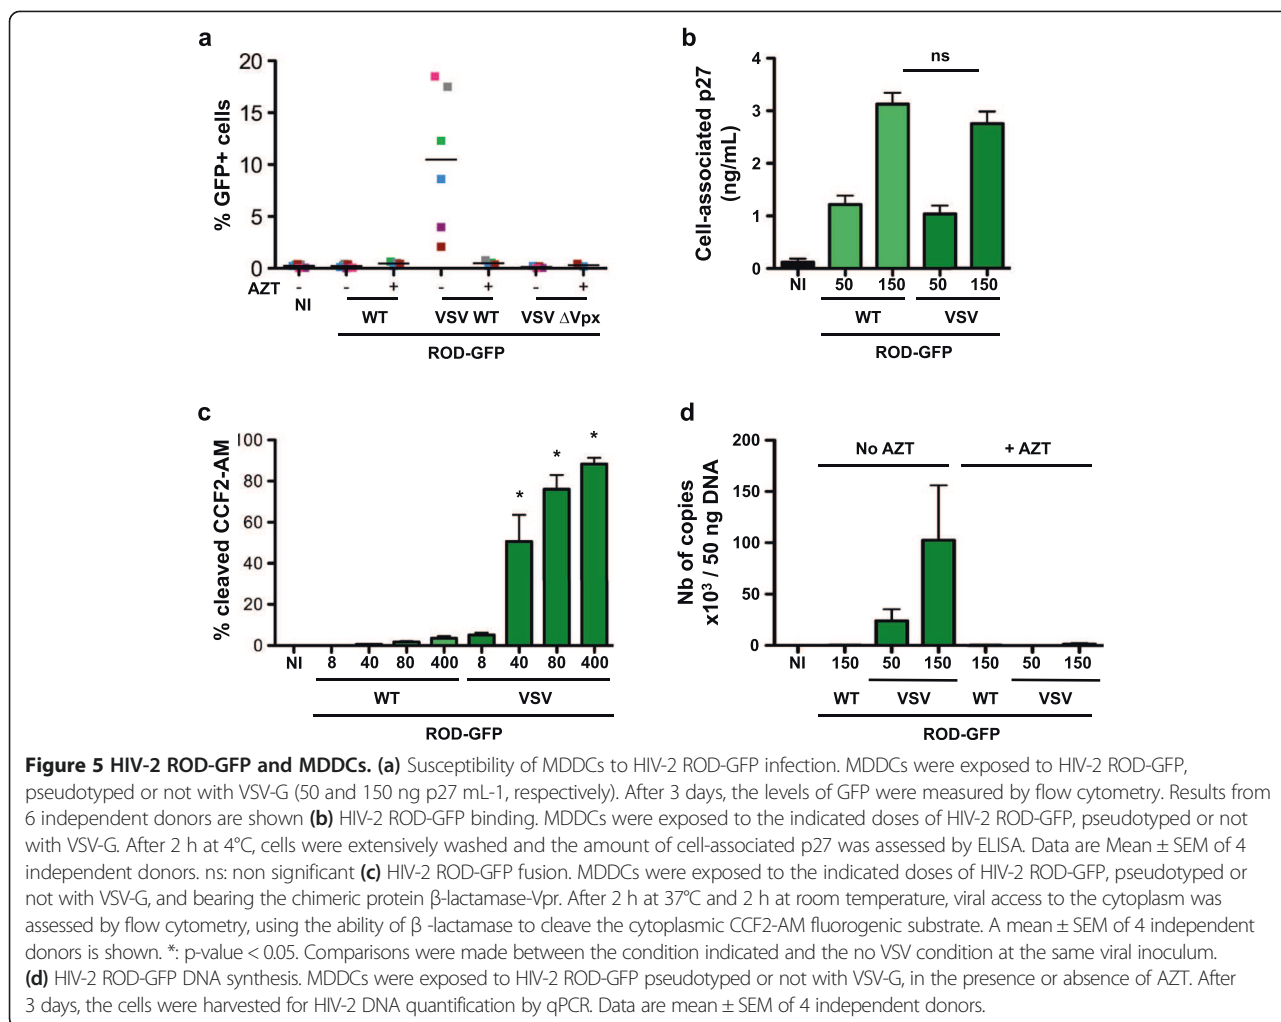 a
20
15
10
5
0
% GFP+ cells
AZT - - + - + - +
NI
WT VSV WT VSV ΔVpx
ROD-GFP
b
ns
4
3
2
1
0
Cell-associated p27
(ng/mL)
NI 50 150 50 150
WT VSV
ROD-GFP
c
100
80
60
40
20
0
% cleaved CCF2-AM
* * *
NI 8 40 80 400 8 40 80 400
WT VSV
ROD-GFP
d
200
150
100
50
0
Nb of copies
x10³ / 50 ng DNA
No AZT + AZT
NI 150 50 150 150 50 150
WT VSV WT VSV
ROD-GFP
Figure 5 HIV-2 ROD-GFP and MDDCs. (a) Susceptibility of MDDCs to HIV-2 ROD-GFP infection. MDDCs were exposed to HIV-2 ROD-GFP,
pseudotyped or not with VSV-G (50 and 150 ng p27 mL-1, respectively). After 3 days, the levels of GFP were measured by flow cytometry. Results from
6 independent donors are shown (b) HIV-2 ROD-GFP binding. MDDCs were exposed to the indicated doses of HIV-2 ROD-GFP, pseudotyped or not
with VSV-G. After 2 h at 4°C, cells were extensively washed and the amount of cell-associated p27 was assessed by ELISA. Data are Mean ± SEM of 4
independent donors. ns: non significant (c) HIV-2 ROD-GFP fusion. MDDCs were exposed to the indicated doses of HIV-2 ROD-GFP, pseudotyped or
not with VSV-G, and bearing the chimeric protein β-lactamase-Vpr. After 2 h at 37°C and 2 h at room temperature, viral access to the cytoplasm was
assessed by flow cytometry, using the ability of β -lactamase to cleave the cytoplasmic CCF2-AM fluorogenic substrate. A mean ± SEM of 4 independent
donors is shown. *: p-value < 0.05. Comparisons were made between the condition indicated and the no VSV condition at the same viral inoculum.
(d) HIV-2 ROD-GFP DNA synthesis. MDDCs were exposed to HIV-2 ROD-GFP pseudotyped or not with VSV-G, in the presence or absence of AZT. After
3 days, the cells were harvested for HIV-2 DNA quantification by qPCR. Data are mean ± SEM of 4 independent donors.